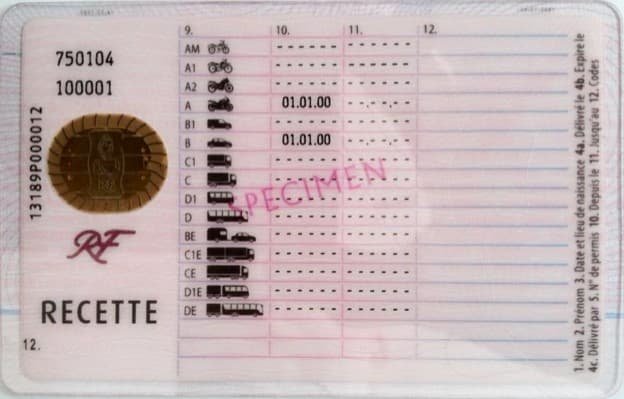 9. 10. 11. 12.
750104
100001
13189P000012
AM - - - - - - - - - - - -
A1 - - - - - - - - - - - -
A2 - - - - - - - - - - - -
A 01.01.00 - - . - - . - -
B1 - - - - - - - - - - - -
B 01.01.00 - - . - - . - -
C1 - - - - - - - - - - - -
C - - - - - - - - - - - -
D1 - - - - - - - - - - - -
D - - - - - - - - - - - -
BE - - - - - - - - - - - -
C1E - - - - - - - - - - - -
CE - - - - - - - - - - - -
D1E - - - - - - - - - - - -
DE - - - - - - - - - - - -
SPECIMEN
RF
RECETTE
12.
1. Nom 2. Prénom 3. Date et lieu de naissance 4a. Délivré le 4b. Expire le
4c. Délivré par 5. N° de permis 10. Depuis le 11. Jusqu'au 12. Codes